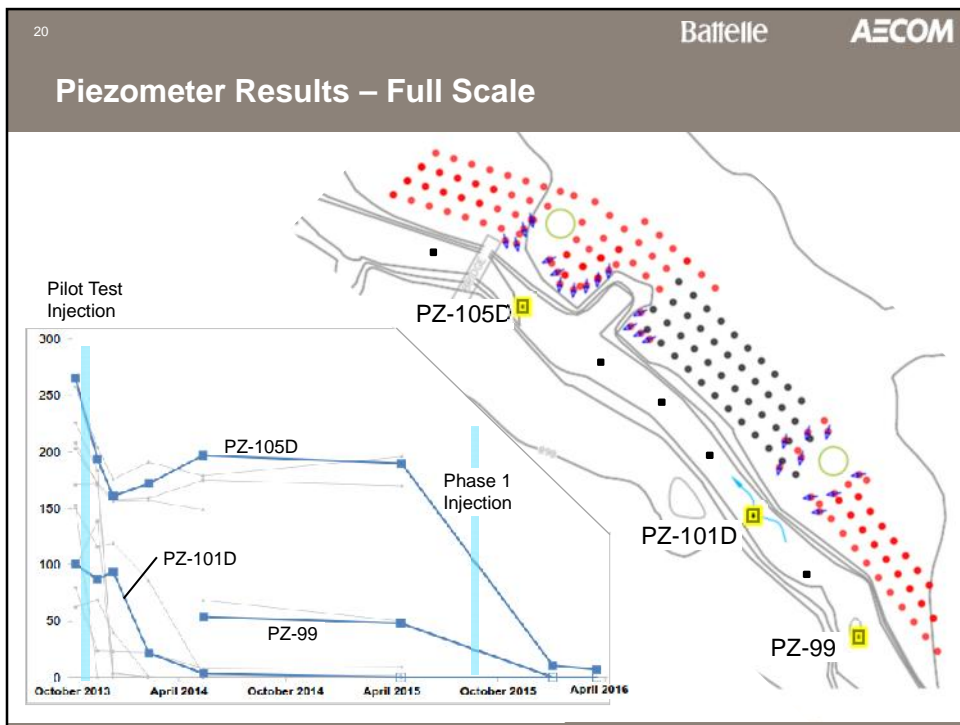 20
Battelle
AECOM
Piezometer Results – Full Scale
PZ-105D
PZ-101D
PZ-99
Pilot Test
Injection
300
250
200
150
100
50
0
PZ-105D
Phase 1
Injection
PZ-101D
PZ-99
October 2013
April 2014
October 2014
April 2015
October 2015
April 2016